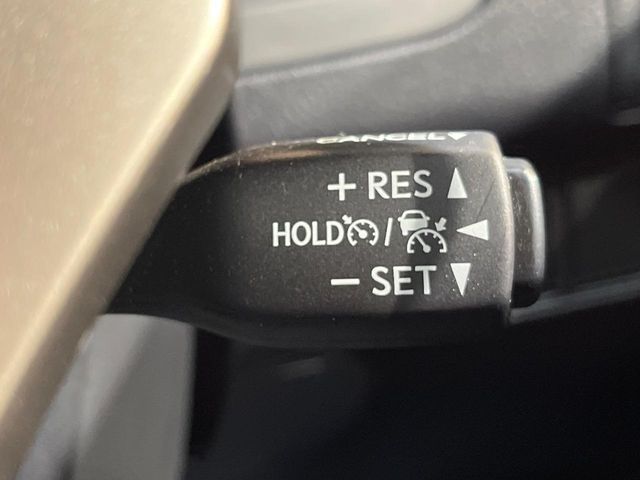 CANCEL
+ RES
HOLD /
− SET